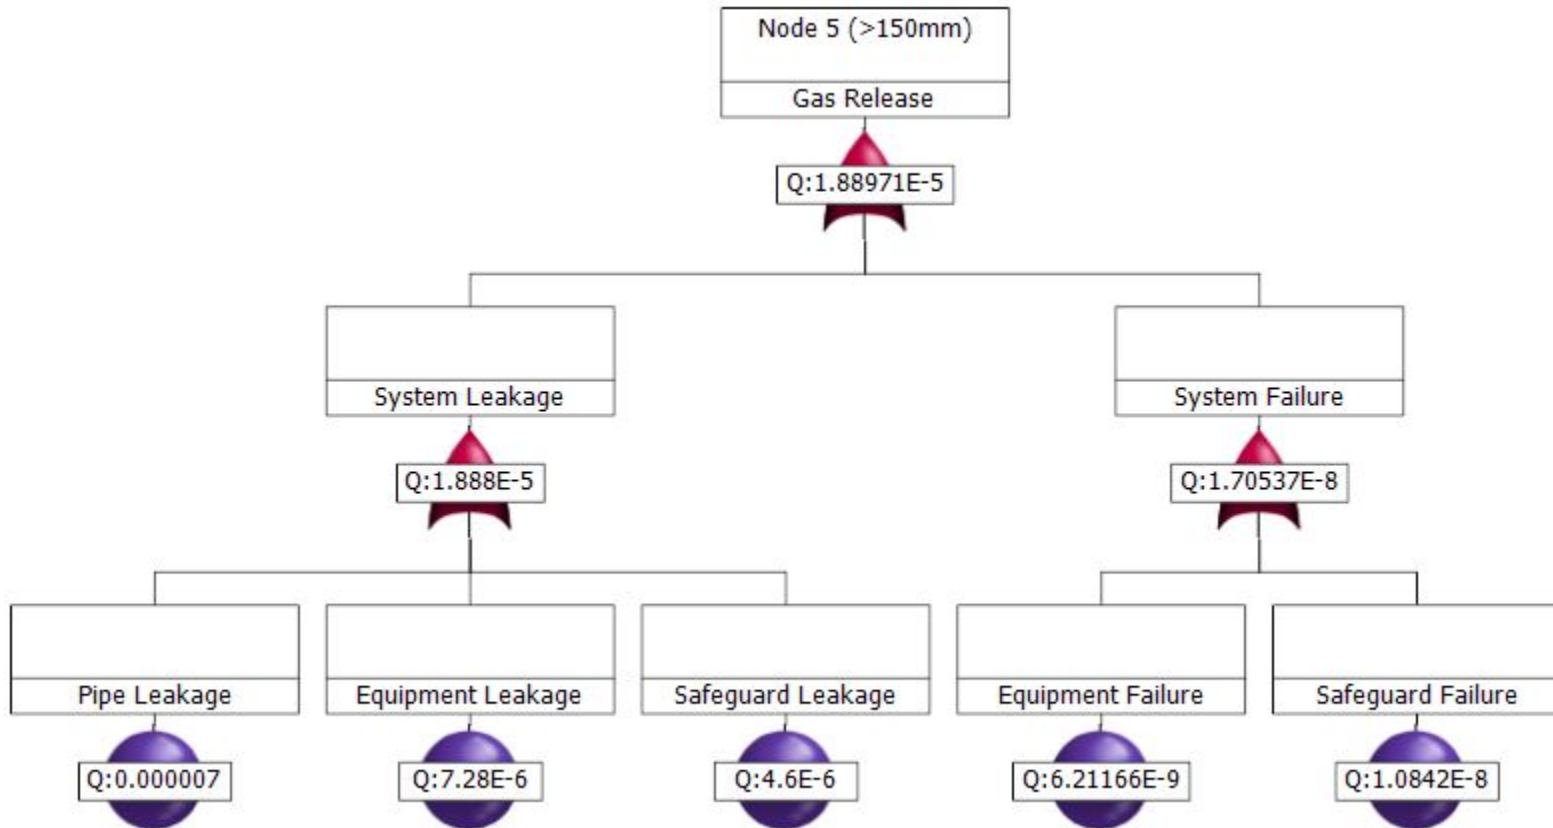 Node 5 (>150mm)
Gas Release
Q:1.88971E-5
System Leakage
System Failure
Q:1.888E-5
Q:1.70537E-8
Pipe Leakage
Equipment Leakage
Safeguard Leakage
Equipment Failure
Safeguard Failure
Q:0.000007
Q:7.28E-6
Q:4.6E-6
Q:6.21166E-9
Q:1.0842E-8